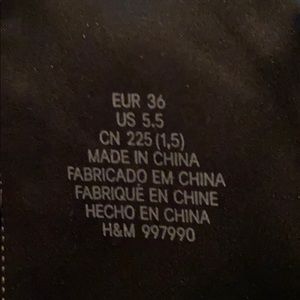 EUR 36
US 5.5
CN 225(1,5)
MADE IN CHINA
FABRICADO EM CHINA
FABRIQUÉ EN CHINE
HECHO EN CHINA
H&M 997990